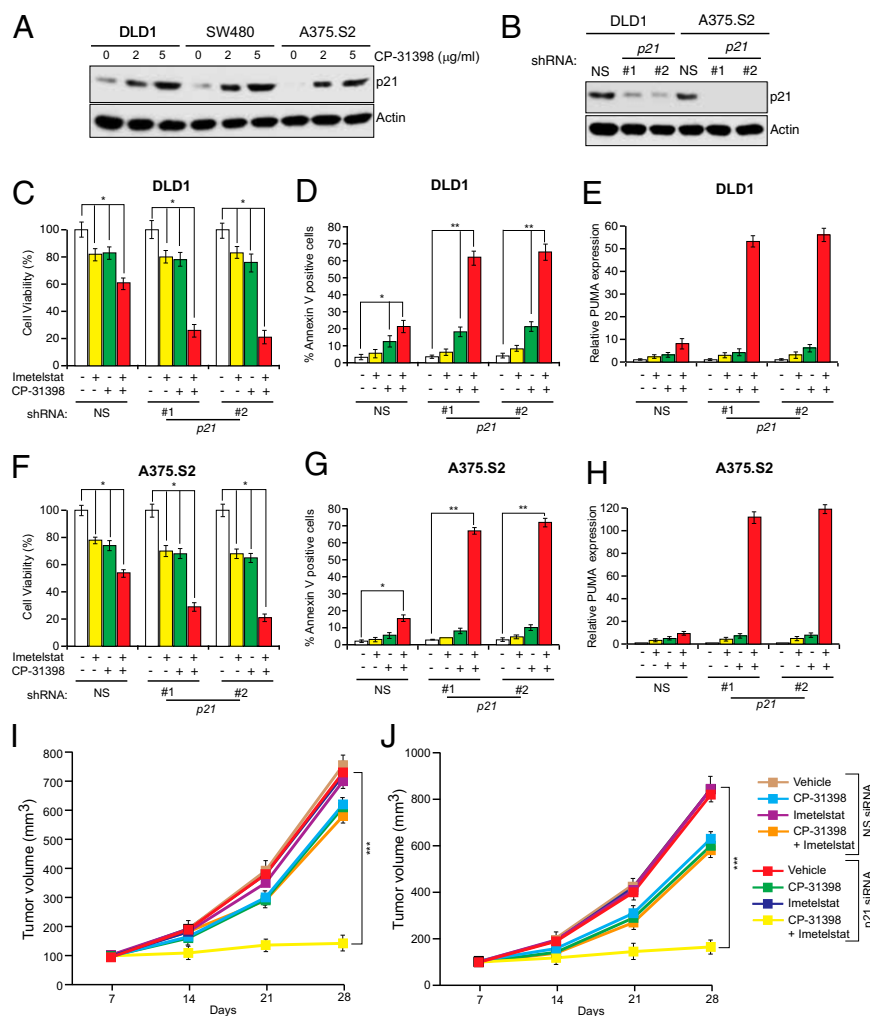 A
DLD1 SW480 A375.S2
0 2 5 0 2 5 0 2 5 CP-31398 (µg/ml)
p21
Actin
B
DLD1 A375.S2
p21 p21
shRNA: NS #1 #2 NS #1 #2
p21
Actin
C
DLD1
Cell Viability (%)
100
80
60
40
20
0
* * *
Imetelstat - + - + - + - + - + - +
CP-31398 - - + + - - + + - - + +
shRNA: NS #1 #2
p21
D
DLD1
% Annexin V positive cells
80
70
60
50
40
30
20
10
0
* ** **
- + - + - + - + - + - +
- - + + - - + + - - + +
NS #1 #2
p21
E
DLD1
Relative PUMA expression
60
50
40
30
20
10
0
- + - + - + - + - + - +
- - + + - - + + - - + +
NS #1 #2
p21
F
A375.S2
Cell Viability (%)
100
80
60
40
20
0
* * *
Imetelstat - + - + - + - + - + - +
CP-31398 - - + + - - + + - - + +
shRNA: NS #1 #2
p21
G
A375.S2
% Annexin V positive cells
80
70
60
50
40
30
20
10
0
* ** **
- + - + - + - + - + - +
- - + + - - + + - - + +
NS #1 #2
p21
H
A375.S2
Relative PUMA expression
120
100
80
60
40
20
0
- + - + - + - + - + - +
- - + + - - + + - - + +
NS #1 #2
p21
I
Tumor volume (mm3)
800
700
600
500
400
300
200
100
0
7 14 21 28
Days
***
J
Tumor volume (mm3)
1000
800
600
400
200
0
7 14 21 28
Days
***
Vehicle
CP-31398
Imetelstat
CP-31398
+ Imetelstat
NS siRNA
Vehicle
CP-31398
Imetelstat
CP-31398
+ Imetelstat
p21 siRNA